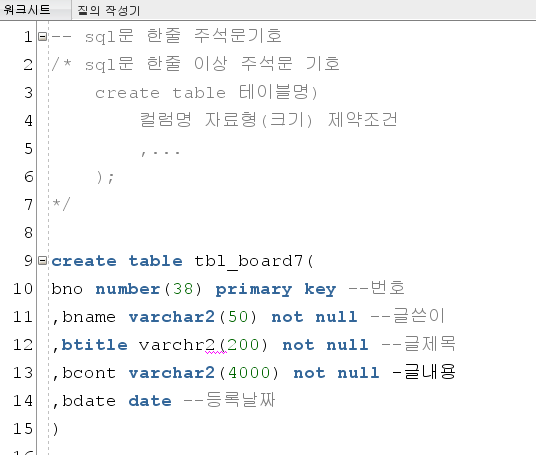 워크시트 질의 작성기
1 -- sql문 한줄 주석문기호
2 /* sql문 한줄 이상 주석문 기호
3 create table 테이블명)
4 컬럼명 자료형(크기) 제약조건
5 ,...
6 );
7 */
8
9 create table tbl_board7(
10 bno number(38) primary key --번호
11 ,bname varchar2(50) not null --글쓴이
12 ,btitle varchr2(200) not null --글제목
13 ,bcont varchar2(4000) not null -글내용
14 ,bdate date --등록날짜
15 )